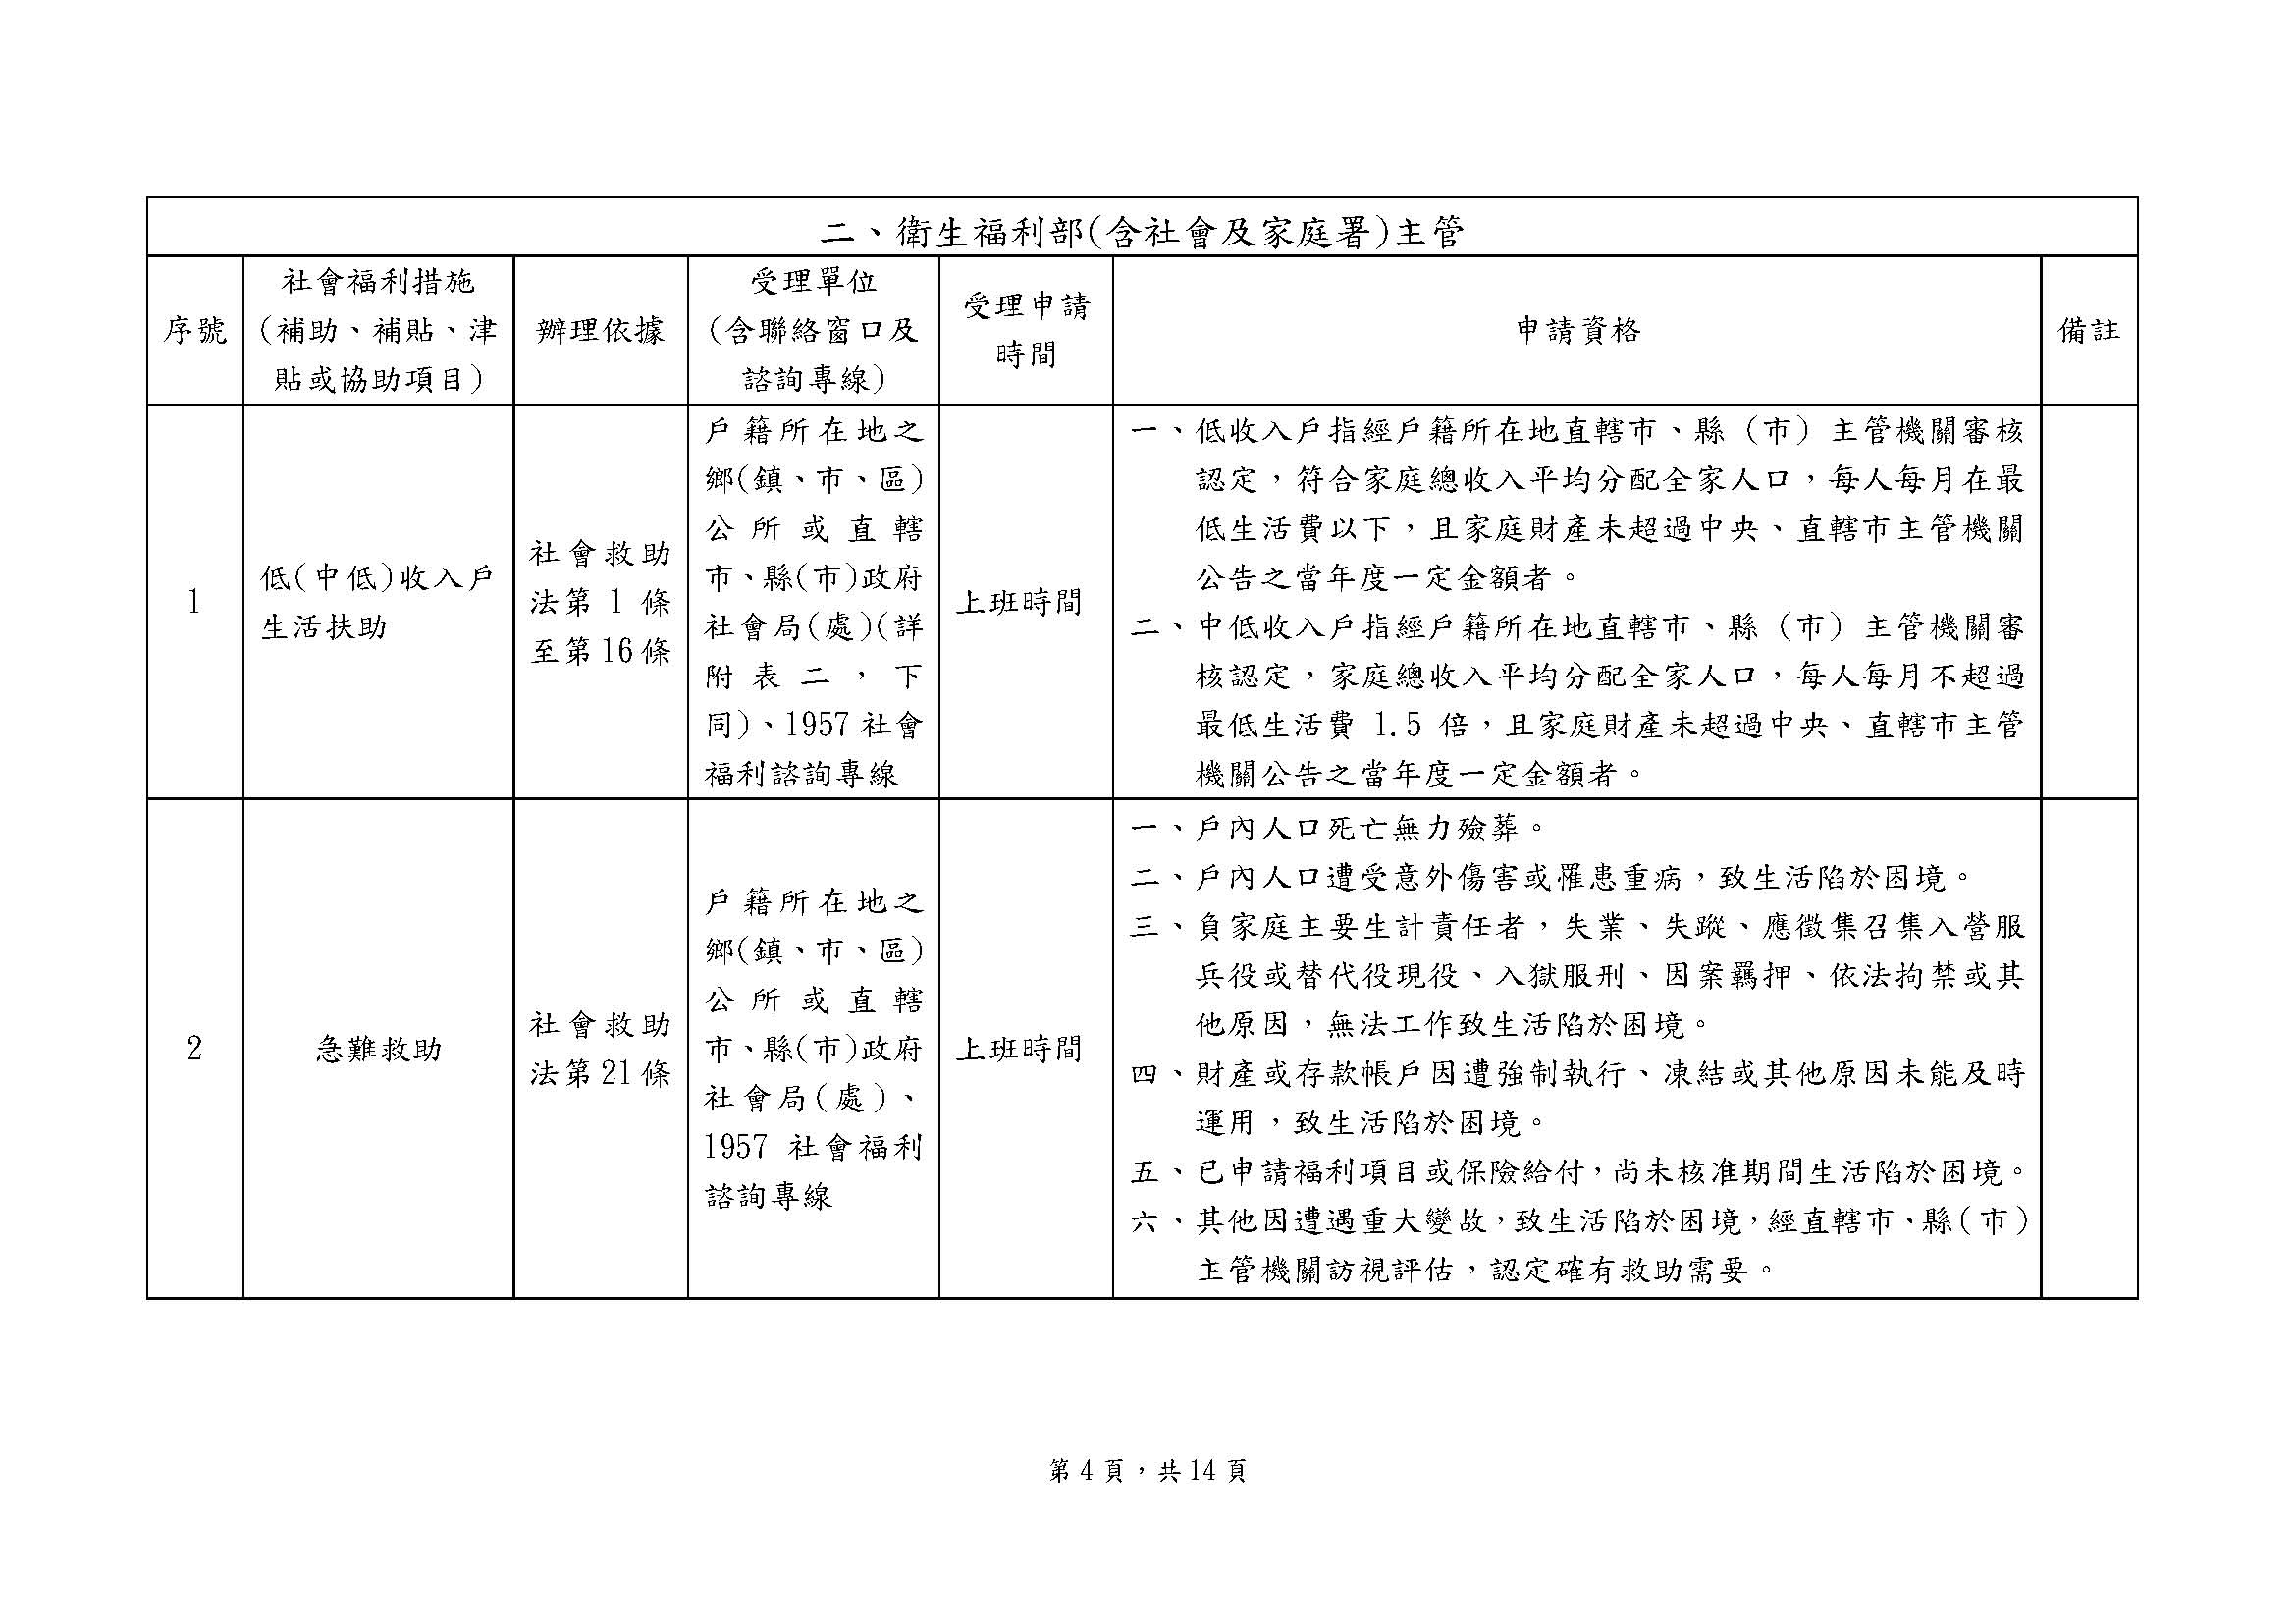 二、衛生福利部(含社會及家庭署)主管
序號
社會福利措施
(補助、補貼、津
貼或協助項目)
辦理依據
受理單位
(含聯絡窗口及
諮詢專線)
受理申請
時間
申請資格
備註
1
低(中低)收入戶
生活扶助
社會救助
法第 1 條
至第16條
戶籍所在地之
鄉(鎮、市、區)
公所或直轄
市、縣(市)政府
社會局(處)(詳
附表二，下
同)、1957社會
福利諮詢專線
上班時間
一、低收入戶指經戶籍所在地直轄市、縣（市）主管機關審核
認定，符合家庭總收入平均分配全家人口，每人每月在最
低生活費以下，且家庭財產未超過中央、直轄市主管機關
公告之當年度一定金額者。
二、中低收入戶指經戶籍所在地直轄市、縣（市）主管機關審
核認定，家庭總收入平均分配全家人口，每人每月不超過
最低生活費 1.5 倍，且家庭財產未超過中央、直轄市主管
機關公告之當年度一定金額者。
2
急難救助
社會救助
法第21條
戶籍所在地之
鄉(鎮、市、區)
公所或直轄
市、縣(市)政府
社會局(處)、
1957 社會福利
諮詢專線
上班時間
一、戶內人口死亡無力殮葬。
二、戶內人口遭受意外傷害或罹患重病，致生活陷於困境。
三、負家庭主要生計責任者，失業、失蹤、應徵集召集入營服
兵役或替代役現役、入獄服刑、因案羈押、依法拘禁或其
他原因，無法工作致生活陷於困境。
四、財產或存款帳戶因遭強制執行、凍結或其他原因未能及時
運用，致生活陷於困境。
五、已申請福利項目或保險給付，尚未核准期間生活陷於困境。
六、其他因遭遇重大變故，致生活陷於困境，經直轄市、縣（市）
主管機關訪視評估，認定確有救助需要。
第 4 頁，共 14 頁